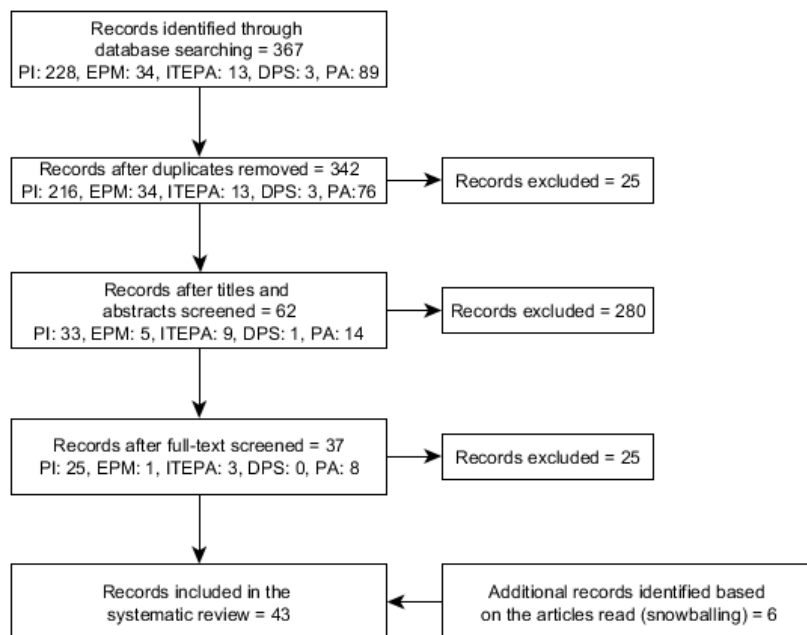 Records identified through
database searching = 367
PI: 228, EPM: 34, ITEPA: 13, DPS: 3, PA: 89
Records after duplicates removed = 342
PI: 216, EPM: 34, ITEPA: 13, DPS: 3, PA:76
Records excluded = 25
Records after titles and
abstracts screened = 62
PI: 33, EPM: 5, ITEPA: 9, DPS: 1, PA: 14
Records excluded = 280
Records after full-text screened = 37
PI: 25, EPM: 1, ITEPA: 3, DPS: 0, PA: 8
Records excluded = 25
Records included in the
systematic review = 43
Additional records identified based
on the articles read (snowballing) = 6